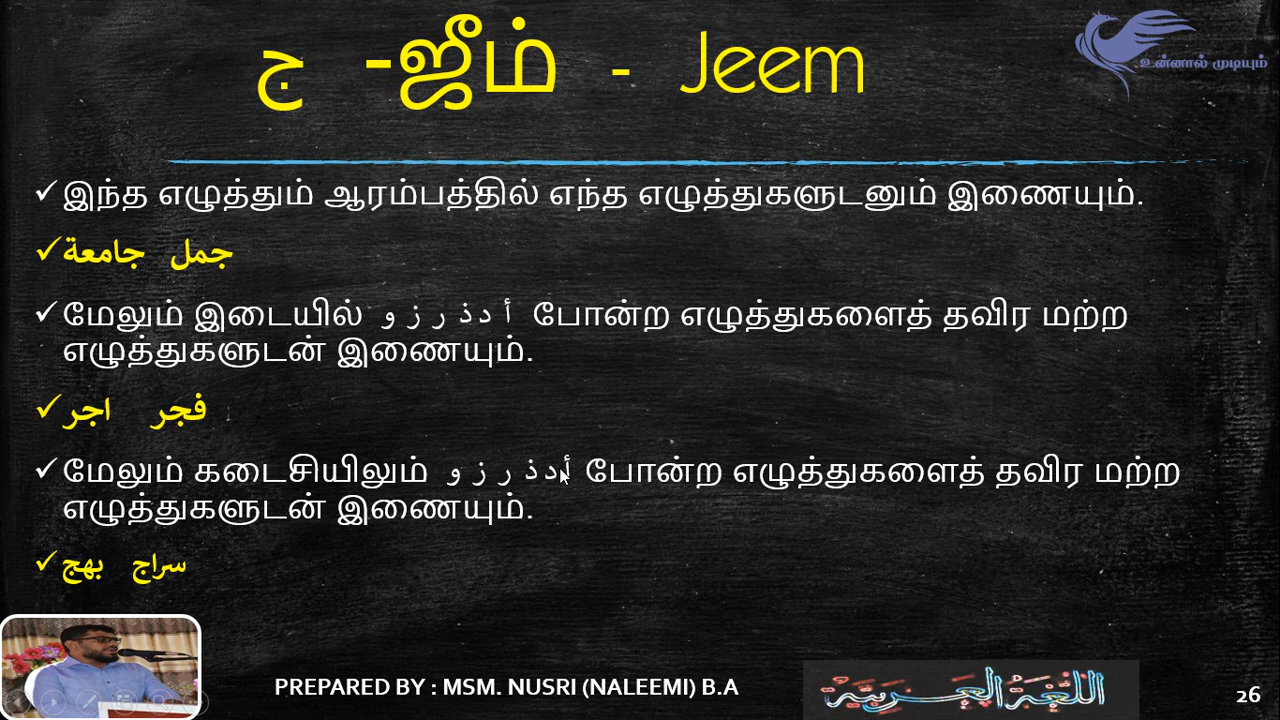 ج -ஜீம் - Jeem
உன்னால் முடியும்
✓இந்த எழுத்தும் ஆரம்பத்தில் எந்த எழுத்துகளுடனும் இணையும்.
✓جمل جامعة
✓மேலும் இடையில் أ د ذ ر ز و போன்ற எழுத்துகளைத் தவிர மற்ற
எழுத்துகளுடன் இணையும்.
✓فجر اجر
✓மேலும் கடைசியிலும் أ د ذ ر ز و போன்ற எழுத்துகளைத் தவிர மற்ற
எழுத்துகளுடன் இணையும்.
✓سراج بهج
PREPARED BY : MSM. NUSRI (NALEEMI) B.A
اللُّغَةُ العَرَبِيَّةُ
26